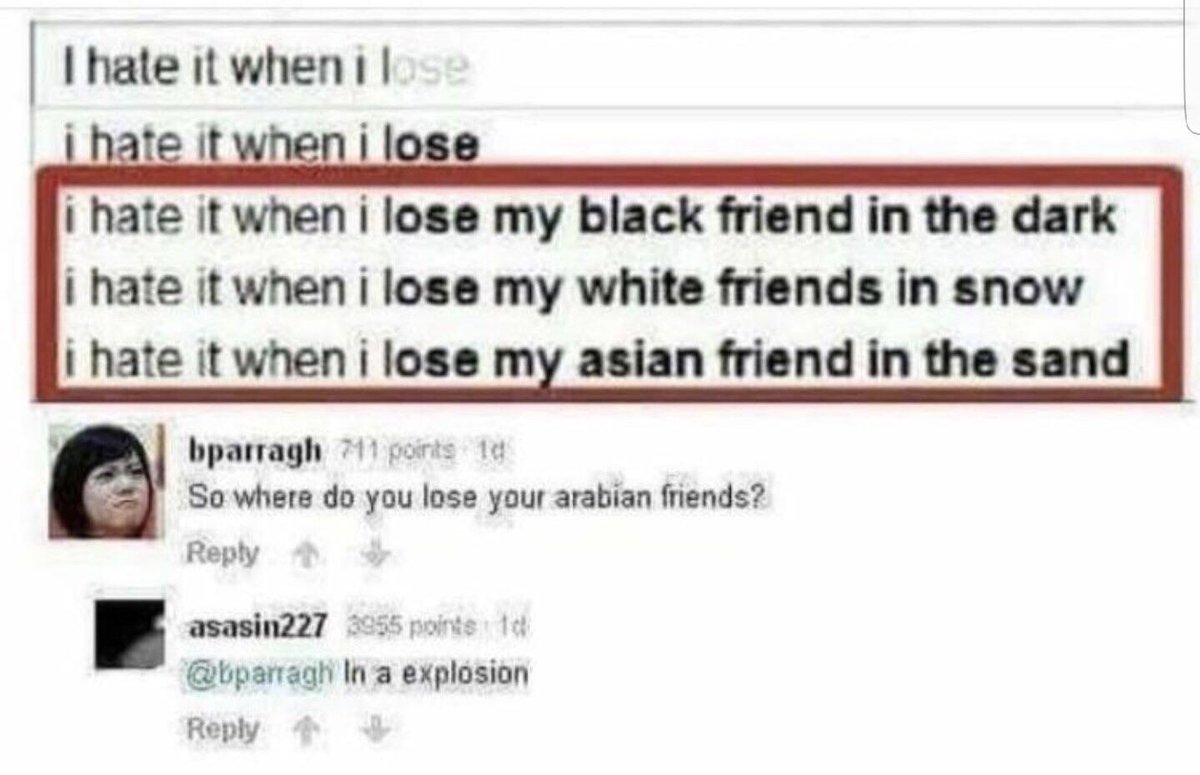 I hate it when i lose
i hate it when i lose
i hate it when i lose my black friend in the dark
i hate it when i lose my white friends in snow
i hate it when i lose my asian friend in the sand
bparragh 711 points · 1d
So where do you lose your arabian friends?
Reply
asasin227 3955 points · 1d
@bparragh In a explosion
Reply